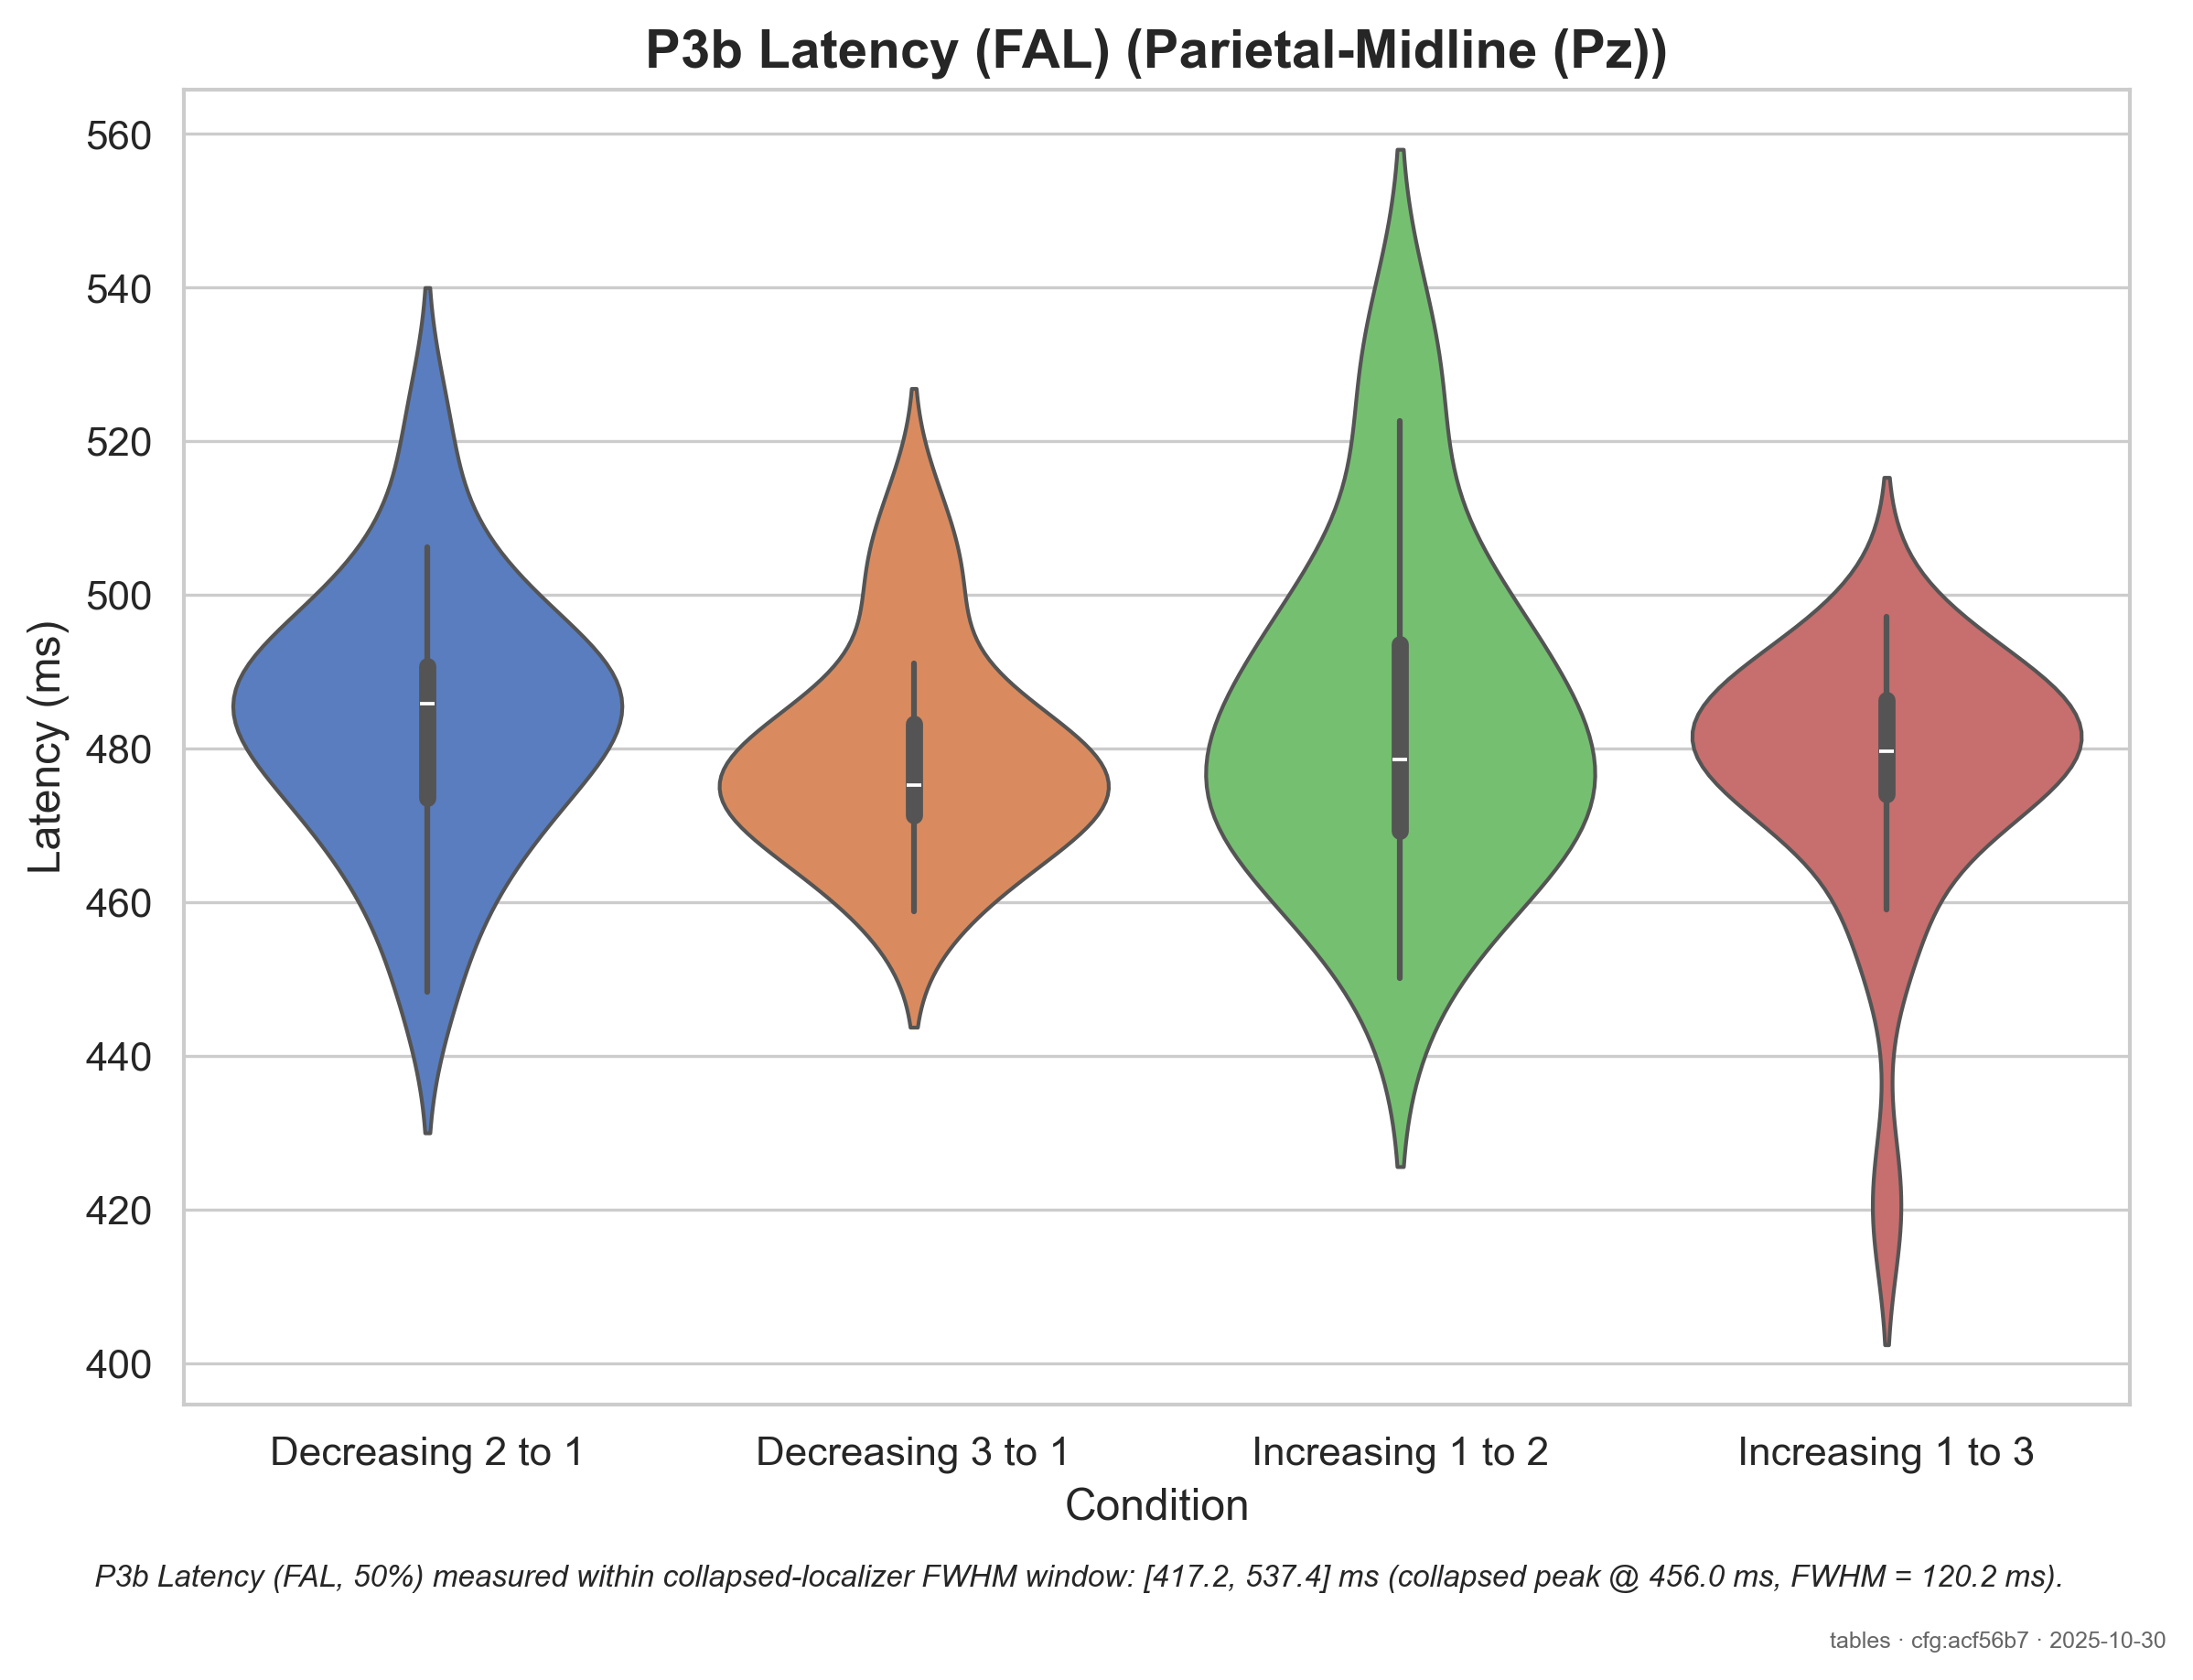 P3b Latency (FAL) (Parietal-Midline (Pz))
560
540
520
500
480
460
440
420
400
Latency (ms)
Decreasing 2 to 1
Decreasing 3 to 1
Increasing 1 to 2
Increasing 1 to 3
Condition
P3b Latency (FAL, 50%) measured within collapsed-localizer FWHM window: [417.2, 537.4] ms (collapsed peak @ 456.0 ms, FWHM = 120.2 ms).
tables · cfg:acf56b7 · 2025-10-30